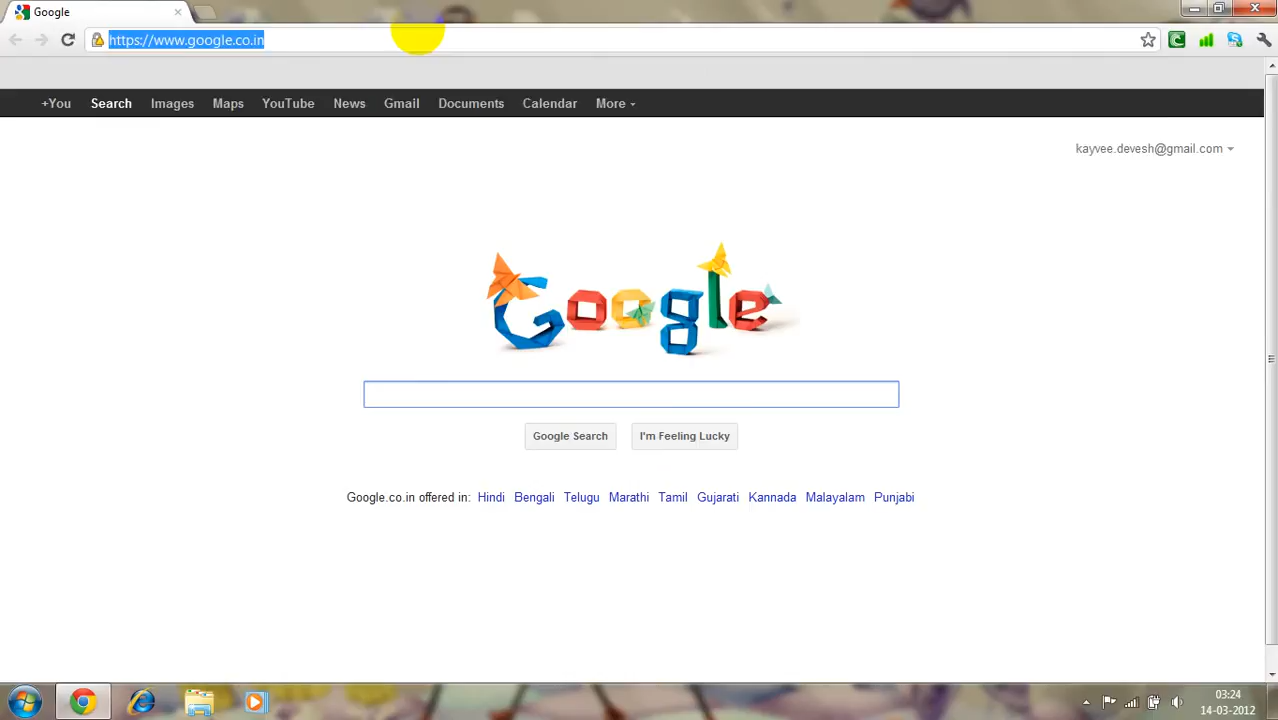 Google
https://www.google.co.in
+You Search Images Maps YouTube News Gmail Documents Calendar More
kayvee.devesh@gmail.com
Google
Google Search I'm Feeling Lucky
Google.co.in offered in: Hindi Bengali Telugu Marathi Tamil Gujarati Kannada Malayalam Punjabi
03:24
14-03-2012